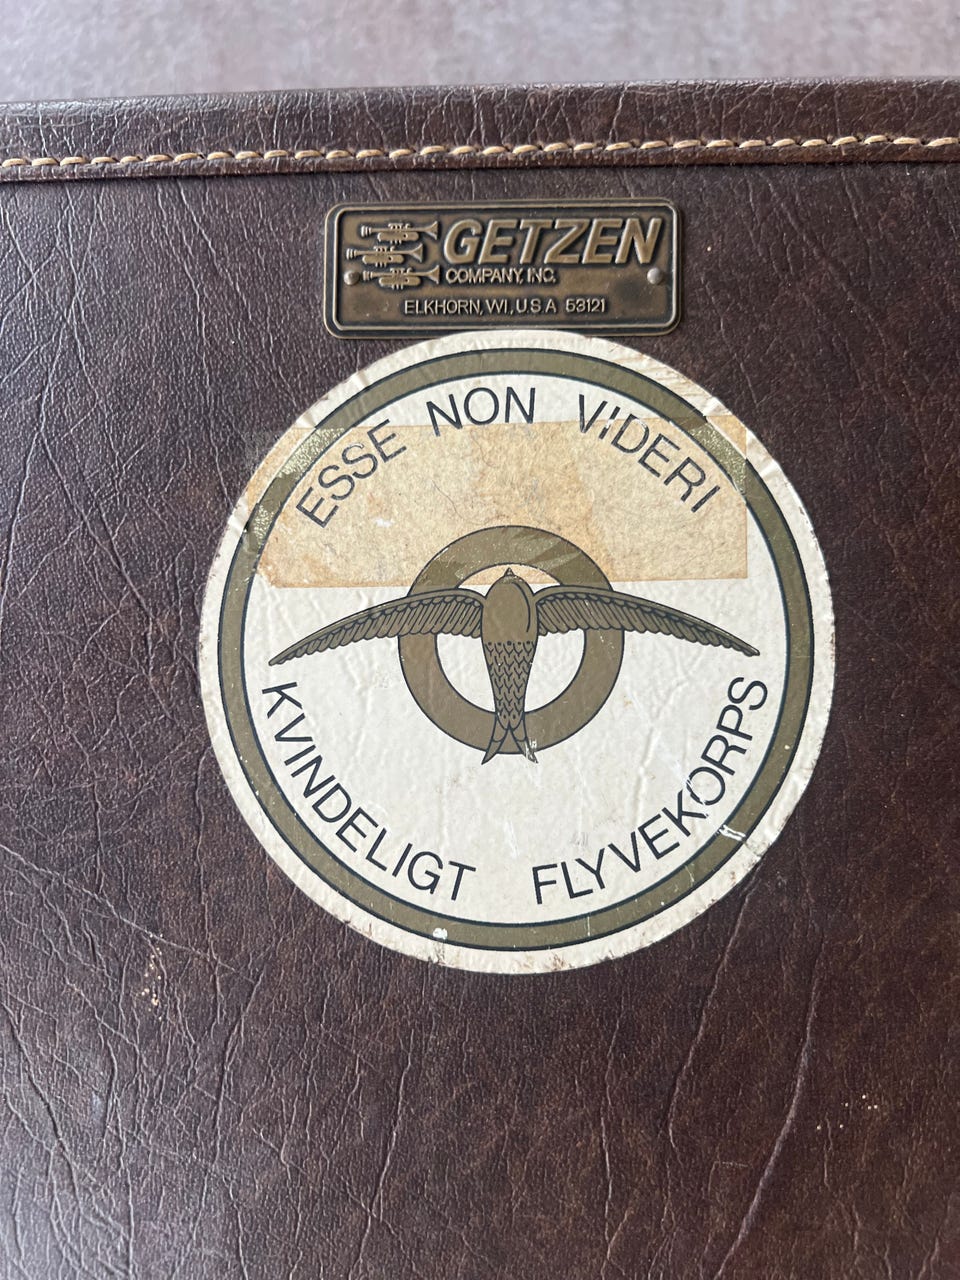 GETZEN
COMPANY, INC.
ELKHORN, WI, U.S.A 53121
ESSE NON VIDERI
KVINDELIGT FLYVEKORPS